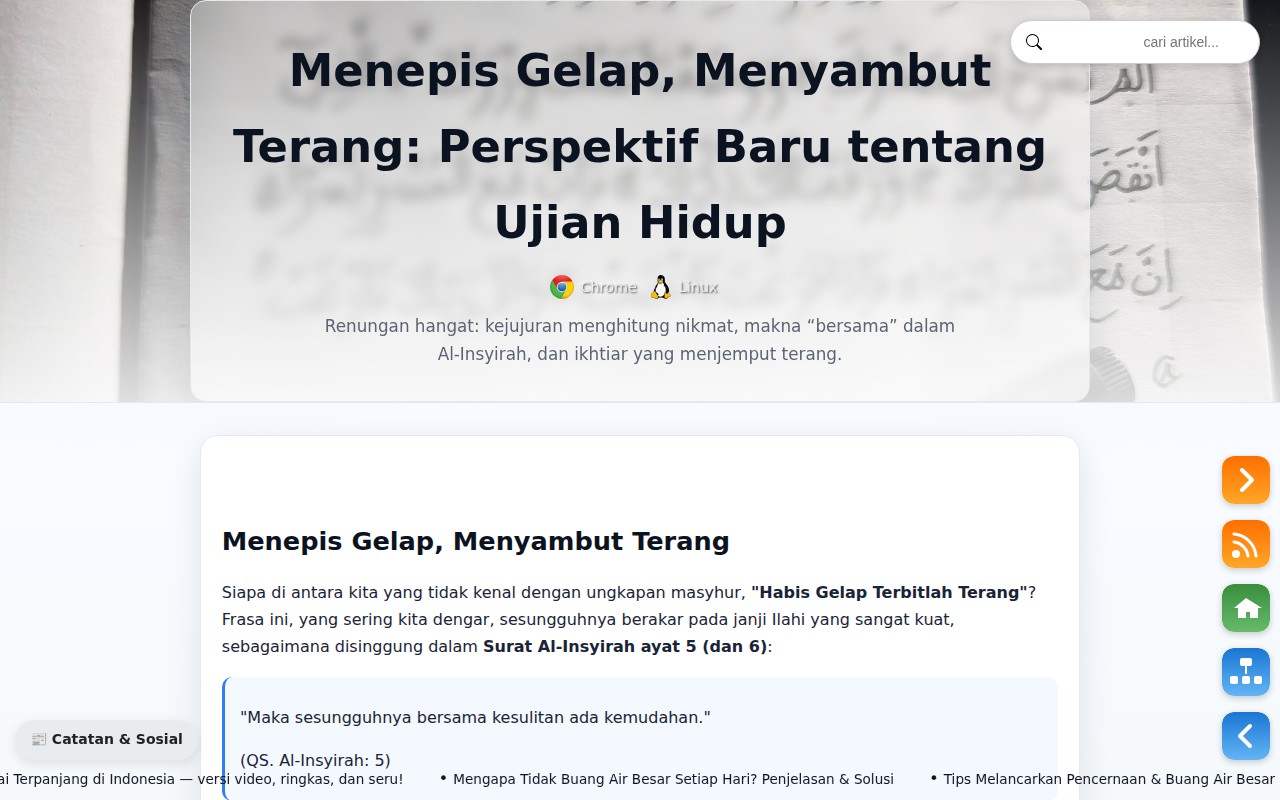 cari artikel...
Menepis Gelap, Menyambut
Terang: Perspektif Baru tentang
Ujian Hidup
Chrome Linux
Renungan hangat: kejujuran menghitung nikmat, makna “bersama” dalam
Al-Insyirah, dan ikhtiar yang menjemput terang.
Menepis Gelap, Menyambut Terang
Siapa di antara kita yang tidak kenal dengan ungkapan masyhur, "Habis Gelap Terbitlah Terang"?
Frasa ini, yang sering kita dengar, sesungguhnya berakar pada janji Ilahi yang sangat kuat,
sebagaimana disinggung dalam Surat Al-Insyirah ayat 5 (dan 6):
"Maka sesungguhnya bersama kesulitan ada kemudahan."
(QS. Al-Insyirah: 5)
📰 Catatan & Sosial
ai Terpanjang di Indonesia — versi video, ringkas, dan seru! • Mengapa Tidak Buang Air Besar Setiap Hari? Penjelasan & Solusi • Tips Melancarkan Pencernaan & Buang Air Besar